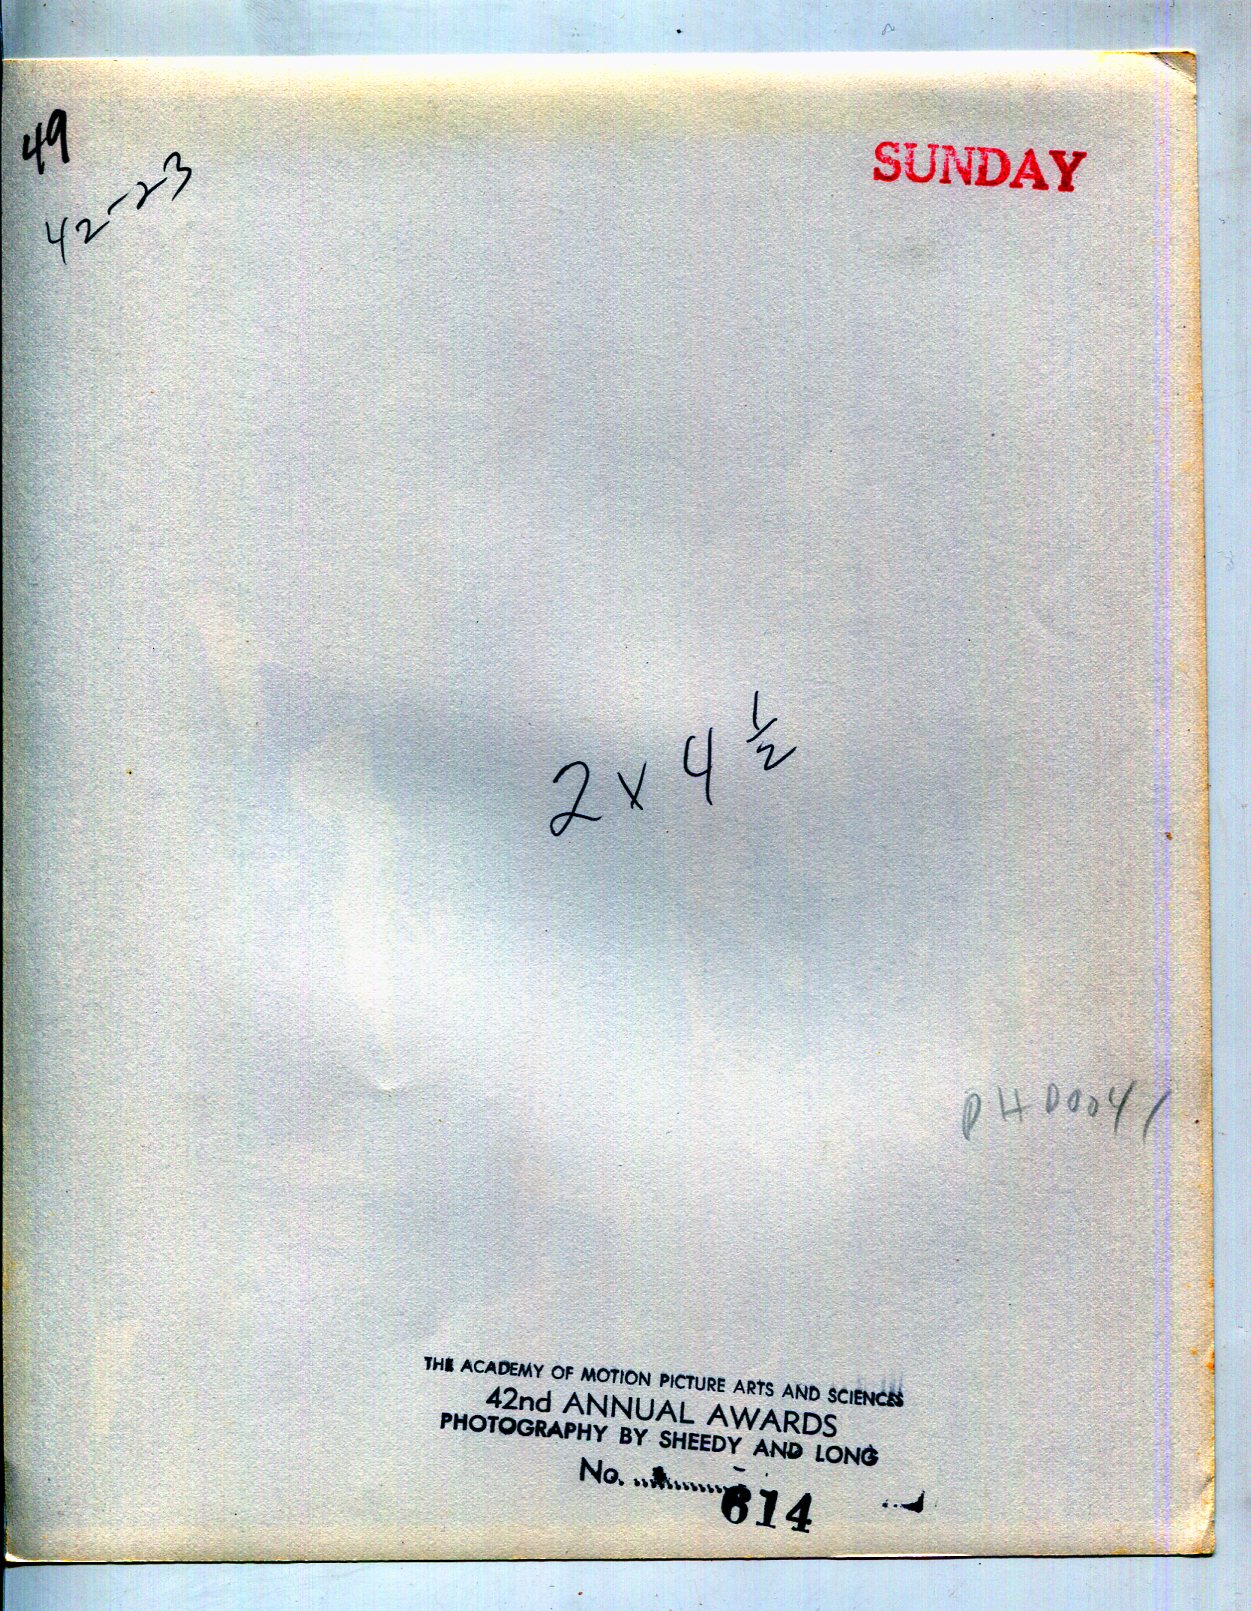 49
SUNDAY
42-23
2 x 4 1/2
PH00041
THE ACADEMY OF MOTION PICTURE ARTS AND SCIENCES
42nd ANNUAL AWARDS
PHOTOGRAPHY BY SHEEDY AND LONG
No. ............ 614